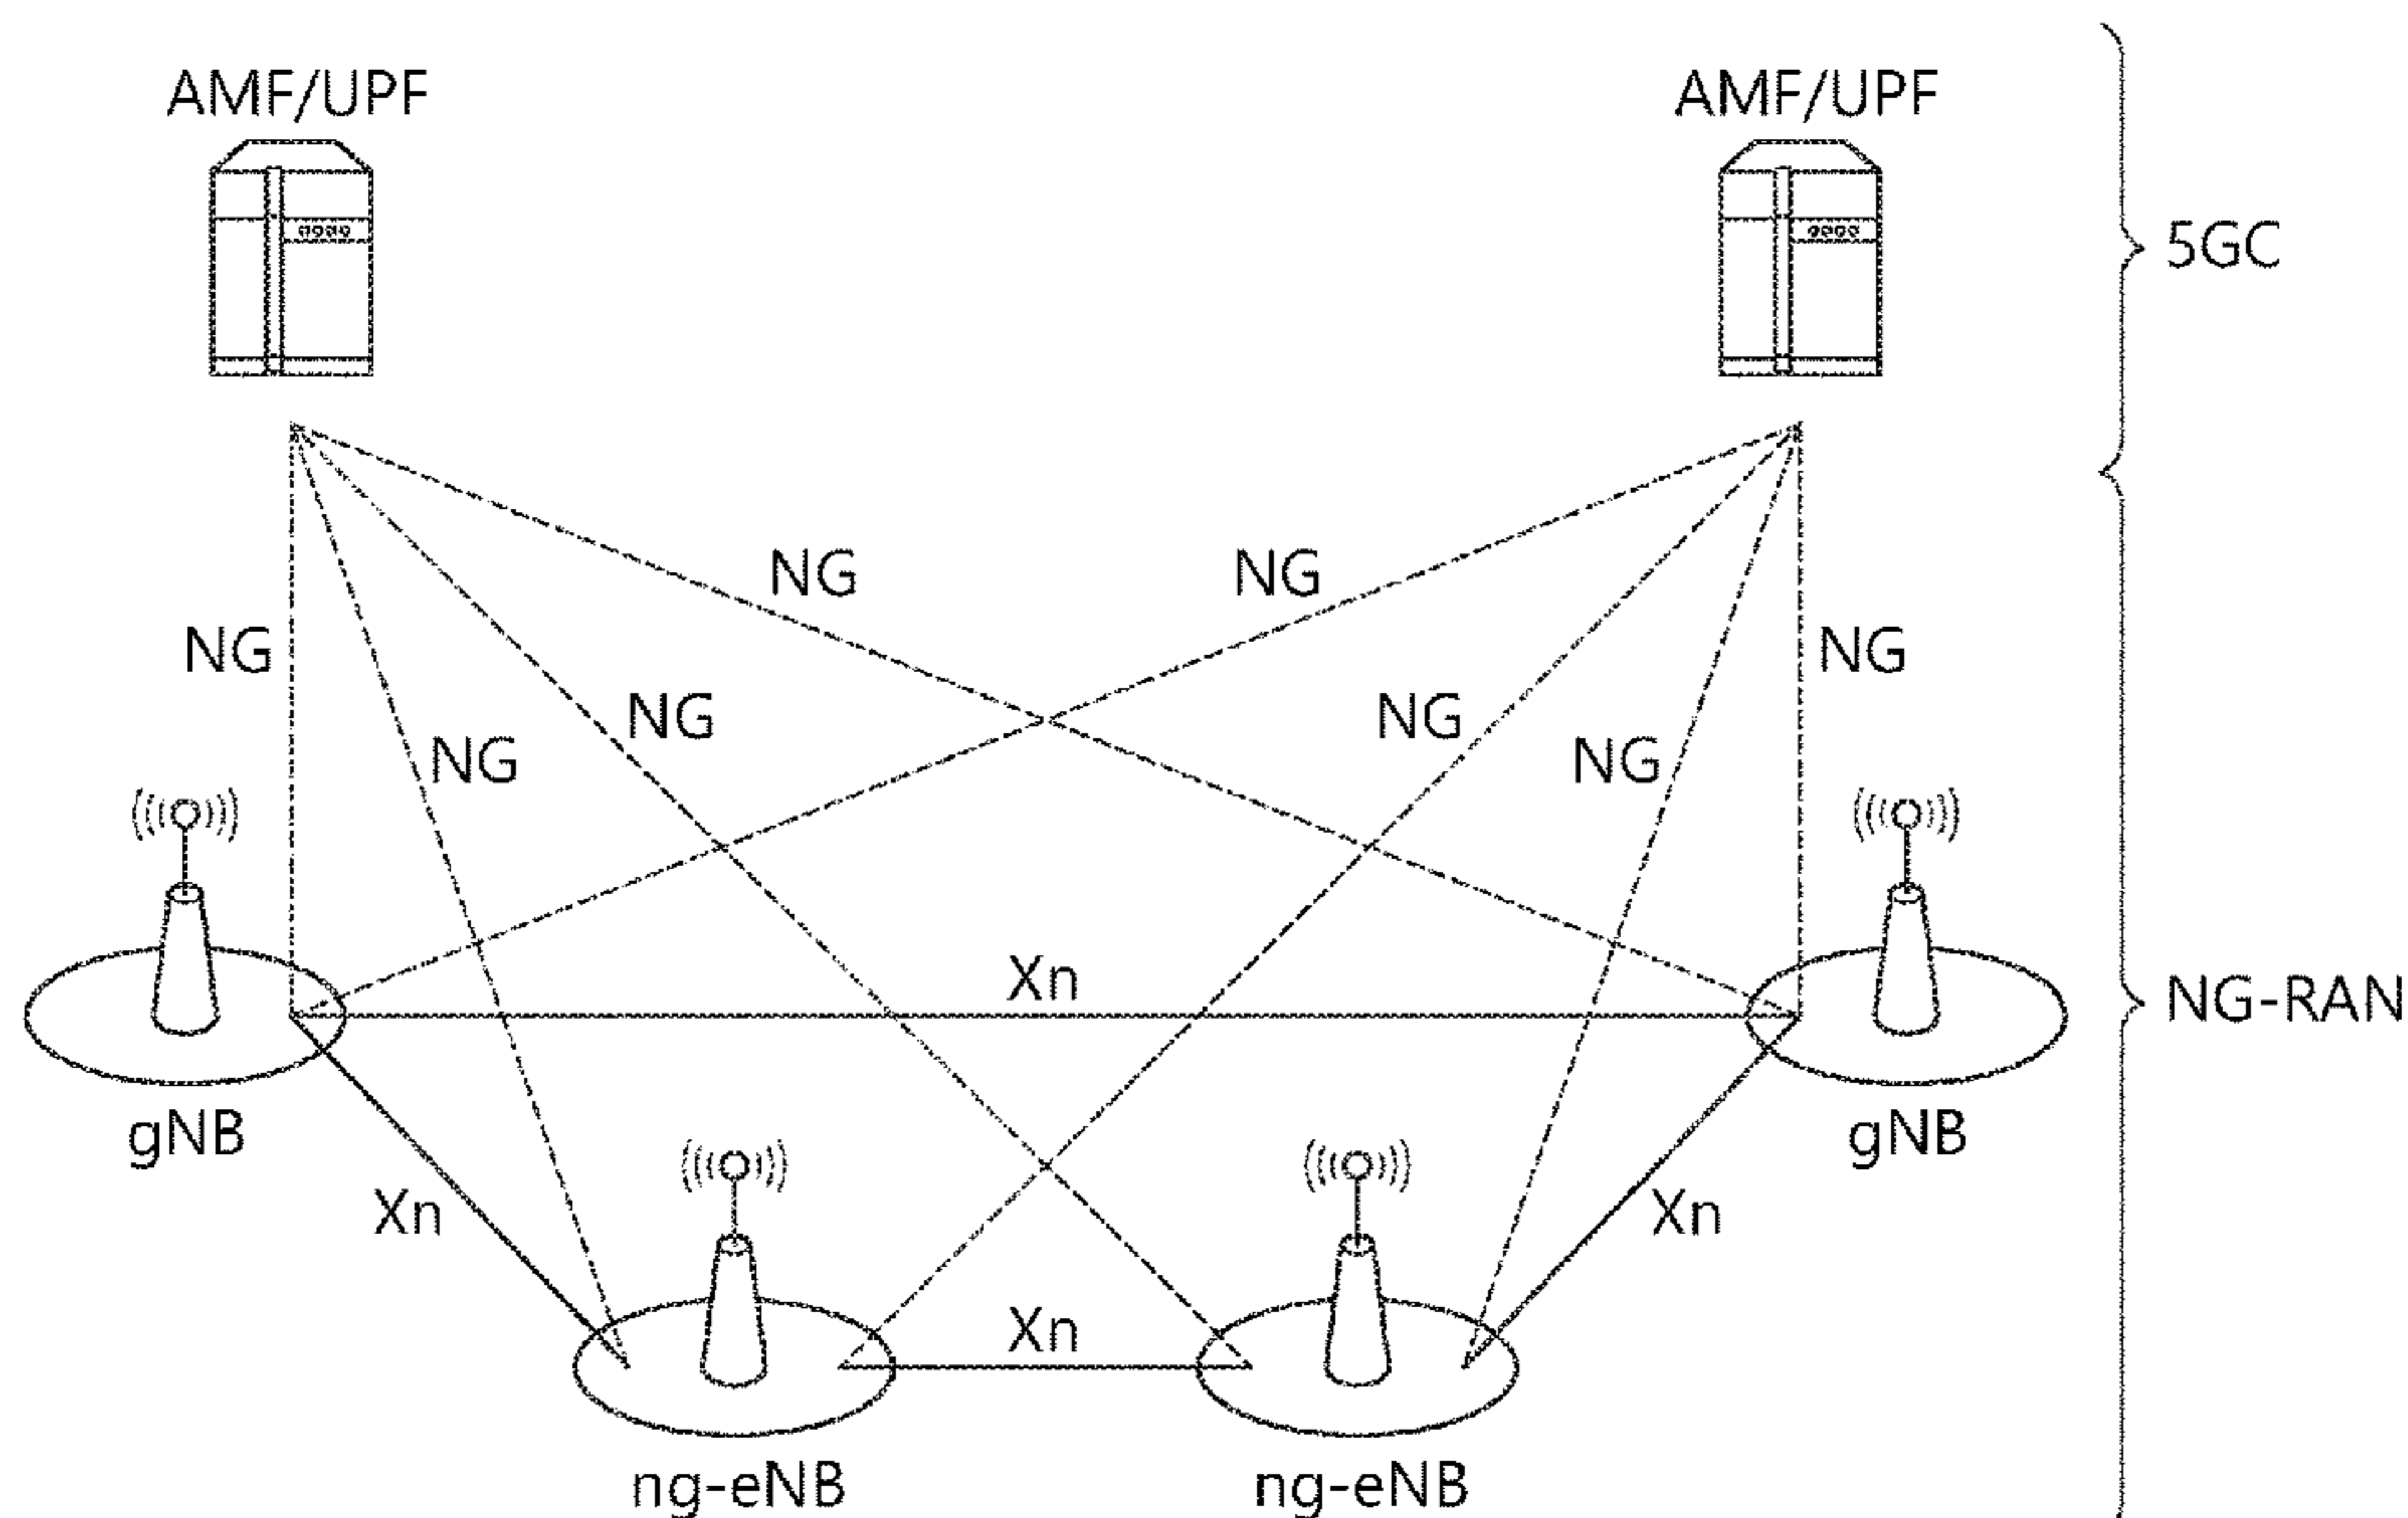 AMF/UPF
AMF/UPF
5GC
NG
NG
NG
NG
NG
NG
NG
NG
Xn
NG-RAN
gNB
gNB
Xn
Xn
Xn
ng-eNB
ng-eNB